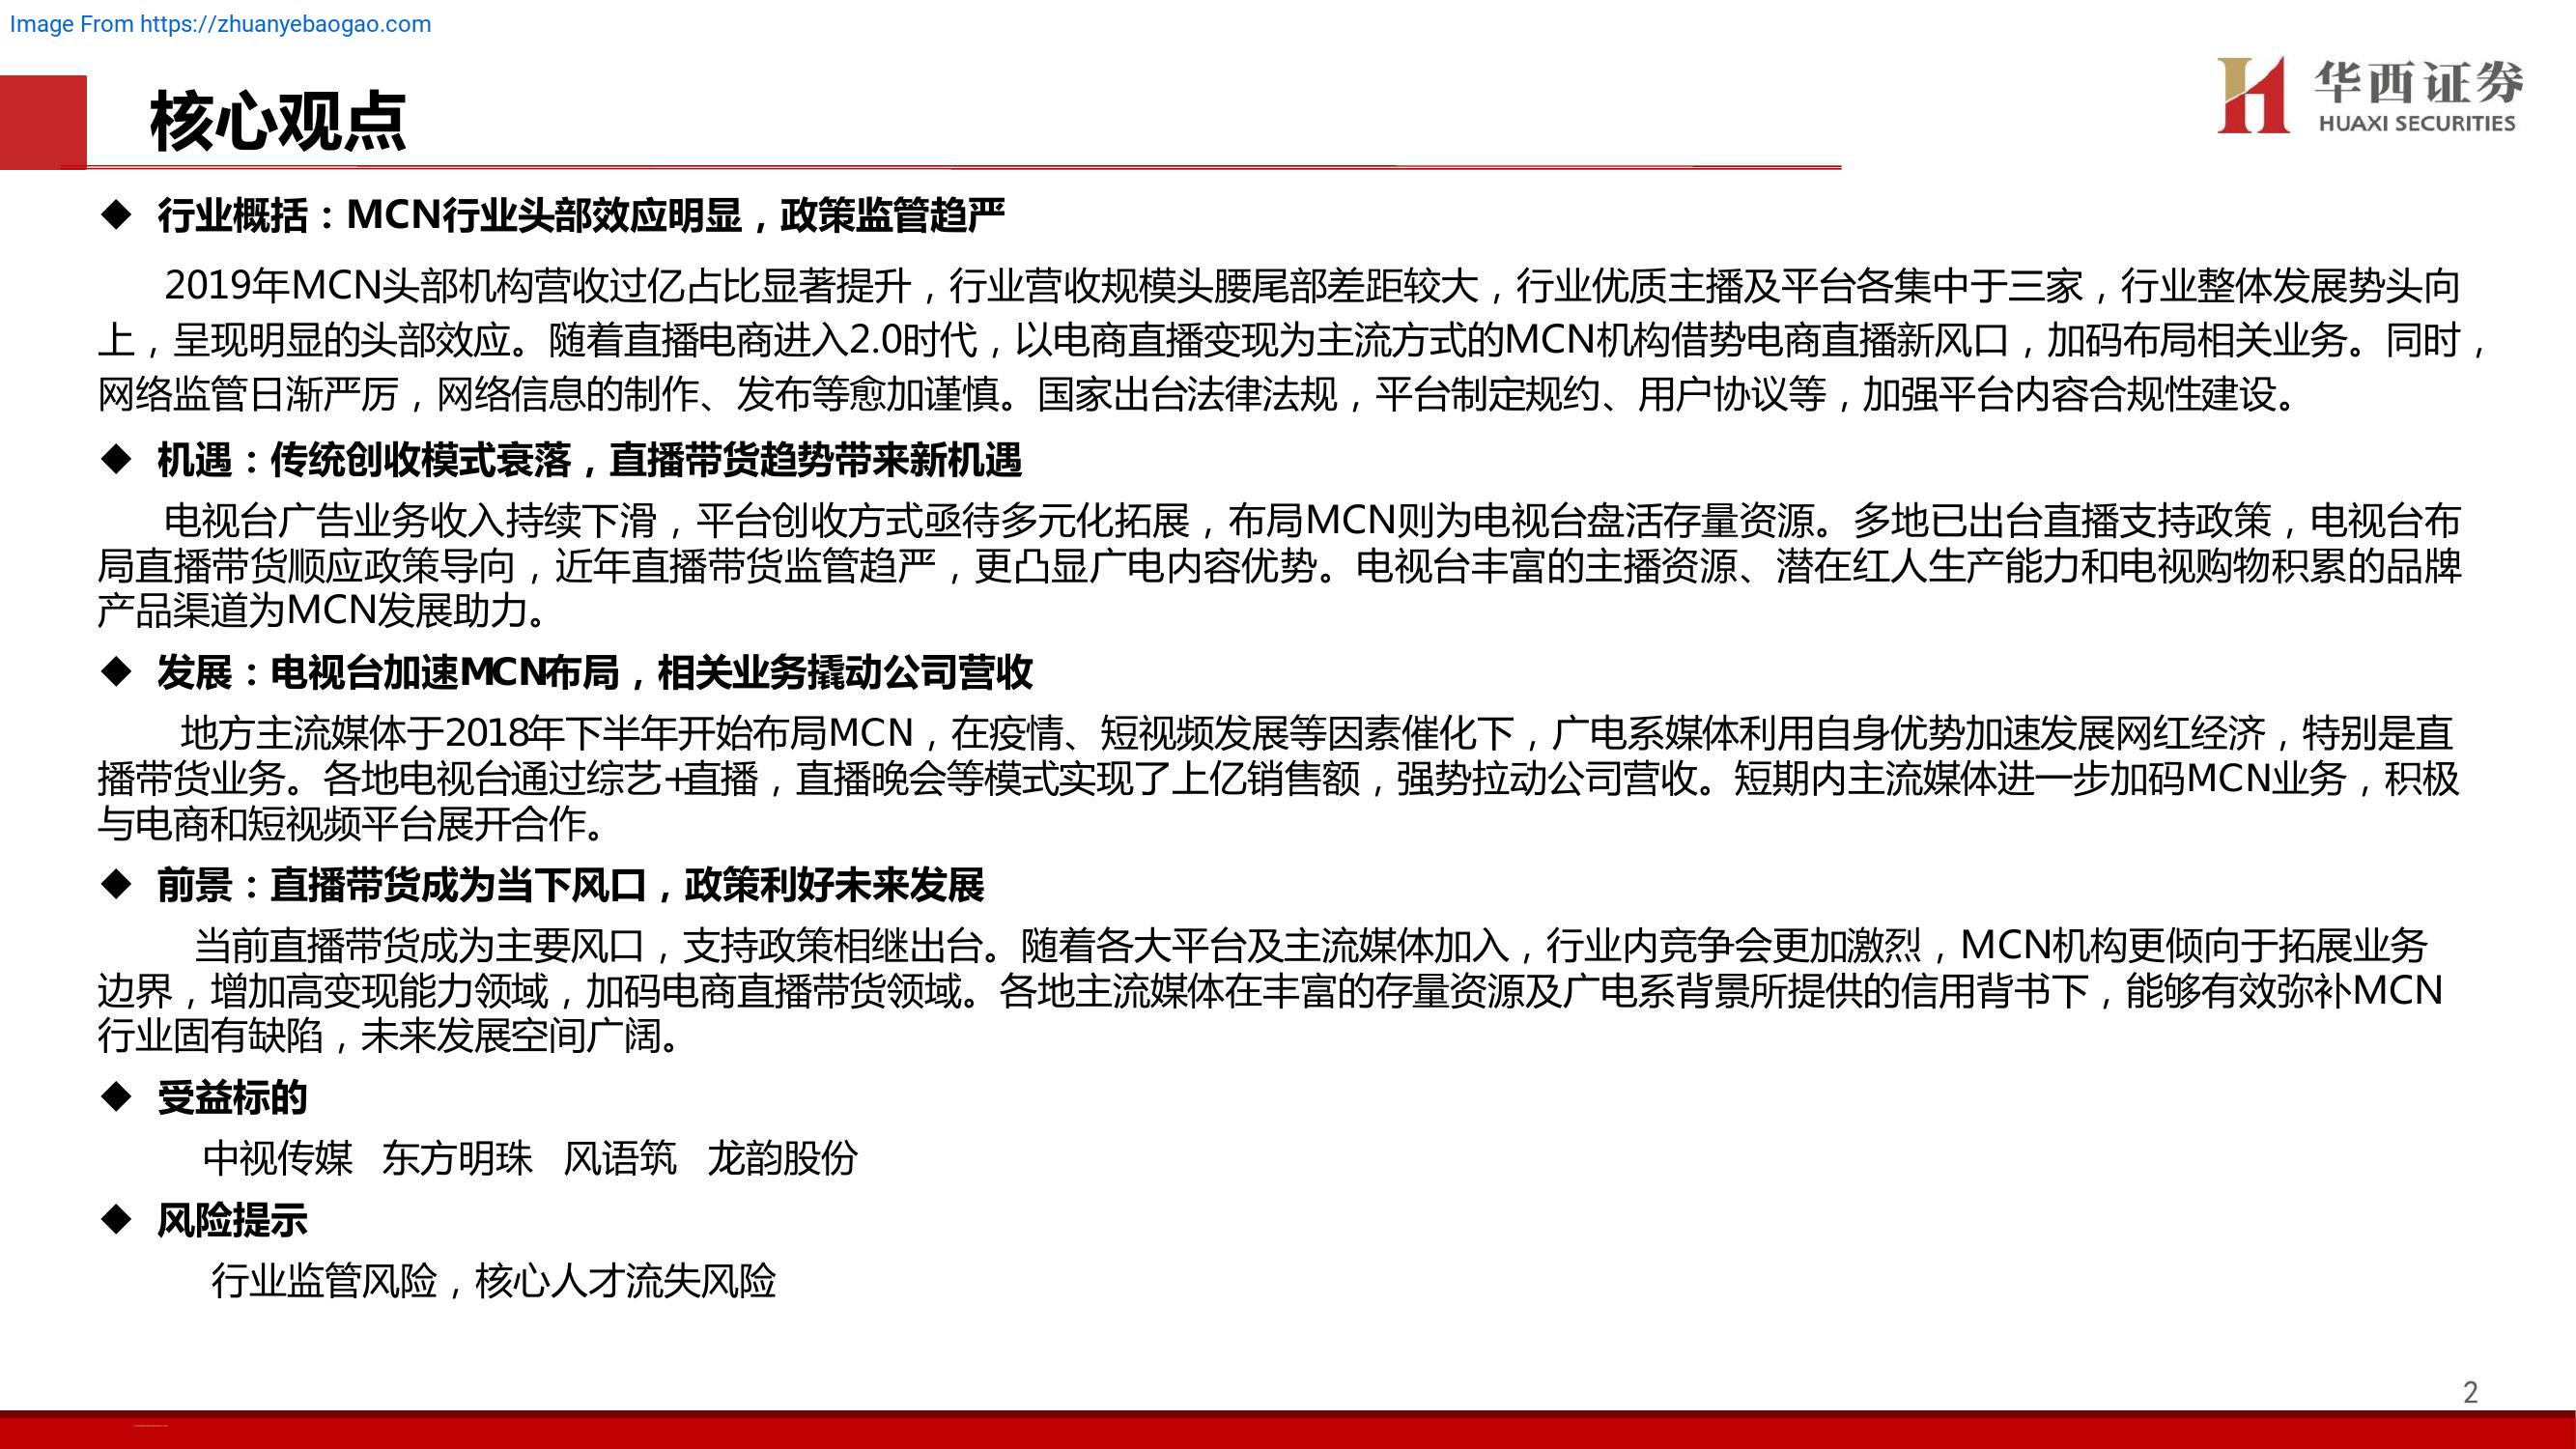 Image From https://zhuanyebaogao.com
核心观点
华西证券
HUAXI SECURITIES
◆ 行业概括：MCN行业头部效应明显，政策监管趋严
2019年MCN头部机构营收过亿占比显著提升，行业营收规模头腰尾部差距较大，行业优质主播及平台各集中于三家，行业整体发展势头向
上，呈现明显的头部效应。随着直播电商进入2.0时代，以电商直播变现为主流方式的MCN机构借势电商直播新风口，加码布局相关业务。同时，
网络监管日渐严厉，网络信息的制作、发布等愈加谨慎。国家出台法律法规，平台制定规约、用户协议等，加强平台内容合规性建设。
◆ 机遇：传统创收模式衰落，直播带货趋势带来新机遇
电视台广告业务收入持续下滑，平台创收方式亟待多元化拓展，布局MCN则为电视台盘活存量资源。多地已出台直播支持政策，电视台布
局直播带货顺应政策导向，近年直播带货监管趋严，更凸显广电内容优势。电视台丰富的主播资源、潜在红人生产能力和电视购物积累的品牌
产品渠道为MCN发展助力。
◆ 发展：电视台加速MCN布局，相关业务撬动公司营收
地方主流媒体于2018年下半年开始布局MCN，在疫情、短视频发展等因素催化下，广电系媒体利用自身优势加速发展网红经济，特别是直
播带货业务。各地电视台通过综艺+直播，直播晚会等模式实现了上亿销售额，强势拉动公司营收。短期内主流媒体进一步加码MCN业务，积极
与电商和短视频平台展开合作。
◆ 前景：直播带货成为当下风口，政策利好未来发展
当前直播带货成为主要风口，支持政策相继出台。随着各大平台及主流媒体加入，行业内竞争会更加激烈，MCN机构更倾向于拓展业务
边界，增加高变现能力领域，加码电商直播带货领域。各地主流媒体在丰富的存量资源及广电系背景所提供的信用背书下，能够有效弥补MCN
行业固有缺陷，未来发展空间广阔。
◆ 受益标的
中视传媒 东方明珠 风语筑 龙韵股份
◆ 风险提示
行业监管风险，核心人才流失风险
2